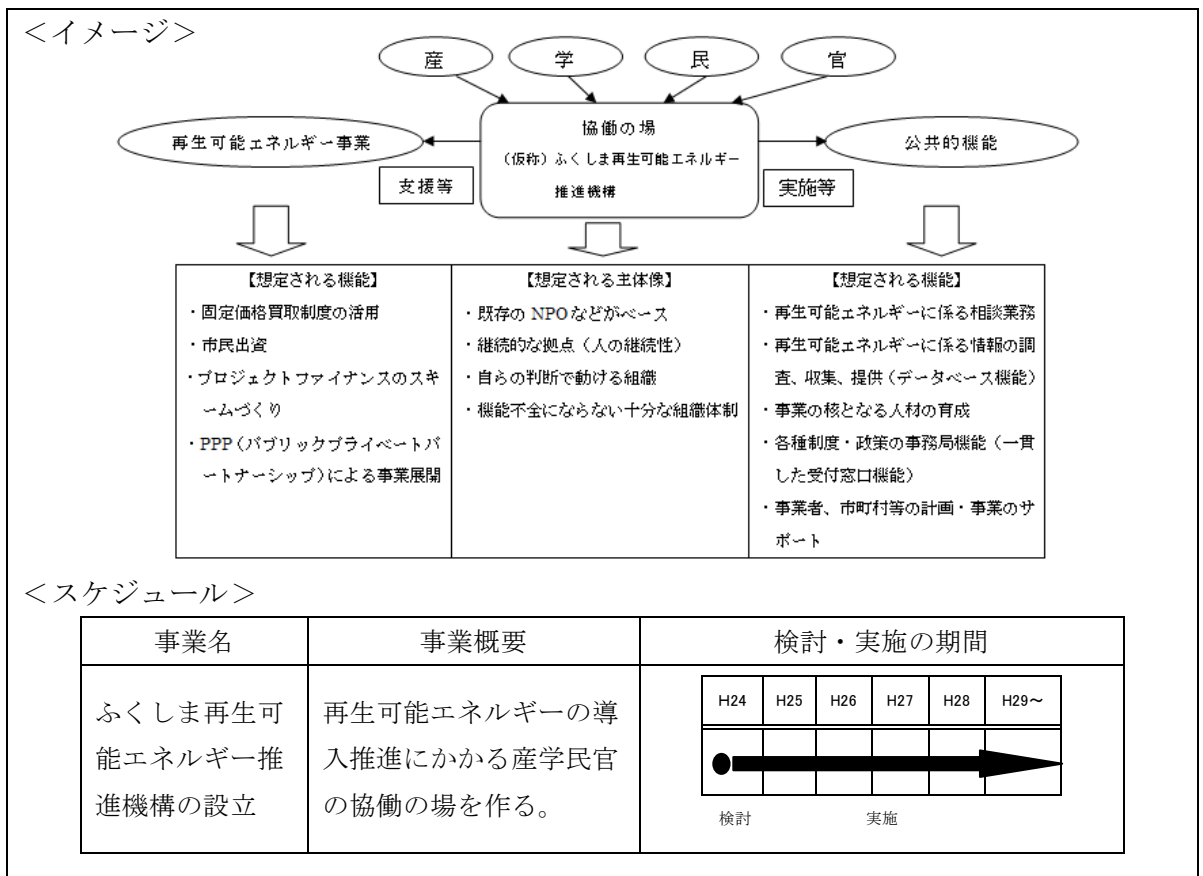 ＜イメージ＞
産
学
民
官
再生可能エネルギー事業
協働の場
（仮称）ふくしま再生可能エネルギー
推進機構
公共的機能
支援等
実施等
【想定される機能】
・固定価格買取制度の活用
・市民出資
・プロジェクトファイナンスのスキ
ームづくり
・PPP（パブリックプライベートパ
ートナーシップ）による事業展開
【想定される主体像】
・既存の NPO などがベース
・継続的な拠点（人の継続性）
・自らの判断で動ける組織
・機能不全にならない十分な組織体制
【想定される機能】
・再生可能エネルギーに係る相談業務
・再生可能エネルギーに係る情報の調
査、収集、提供（データベース機能）
・事業の核となる人材の育成
・各種制度・政策の事務局機能（一貫
した受付窓口機能）
・事業者、市町村等の計画・事業のサ
ポート
＜スケジュール＞
事業名
事業概要
検討・実施の期間
ふくしま再生可
能エネルギー推
進機構の設立
再生可能エネルギーの導
入推進にかかる産学民官
の協働の場を作る。
H24 H25 H26 H27 H28 H29～
検討 実施